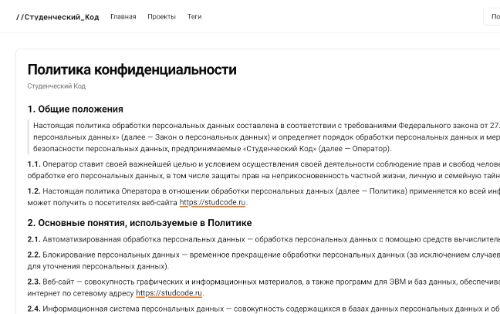 //Студенческий_Код Главная Проекты Теги По
Политика конфиденциальности
Студенческий Код
1. Общие положения
Настоящая политика обработки персональных данных составлена в соответствии с требованиями Федерального закона от 27.
персональных данных» (далее — Закон о персональных данных) и определяет порядок обработки персональных данных и мер
безопасности персональных данных, предпринимаемые «Студенческий Код» (далее — Оператор).
1.1. Оператор ставит своей важнейшей целью и условием осуществления своей деятельности соблюдение прав и свобод челове
обработке его персональных данных, в том числе защиты прав на неприкосновенность частной жизни, личную и семейную тайн
1.2. Настоящая политика Оператора в отношении обработки персональных данных (далее — Политика) применяется ко всей инф
может получить о посетителях веб-сайта https://studcode.ru.
2. Основные понятия, используемые в Политике
2.1. Автоматизированная обработка персональных данных — обработка персональных данных с помощью средств вычислитель
2.2. Блокирование персональных данных — временное прекращение обработки персональных данных (за исключением случаев
для уточнения персональных данных).
2.3. Веб-сайт — совокупность графических и информационных материалов, а также программ для ЭВМ и баз данных, обеспечива
интернет по сетевому адресу https://studcode.ru.
2.4. Информационная система персональных данных — совокупность содержащихся в базах данных персональных данных и об